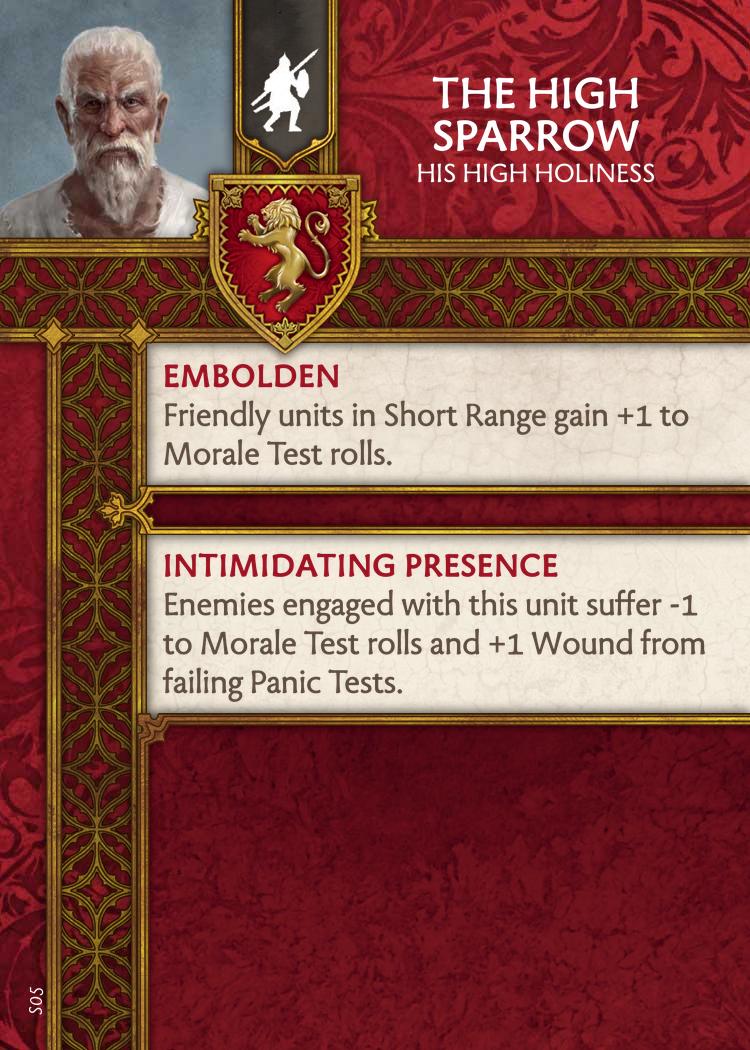 THE HIGH
SPARROW
HIS HIGH HOLINESS
EMBOLDEN
Friendly units in Short Range gain +1 to
Morale Test rolls.
INTIMIDATING PRESENCE
Enemies engaged with this unit suffer -1
to Morale Test rolls and +1 Wound from
failing Panic Tests.
S05